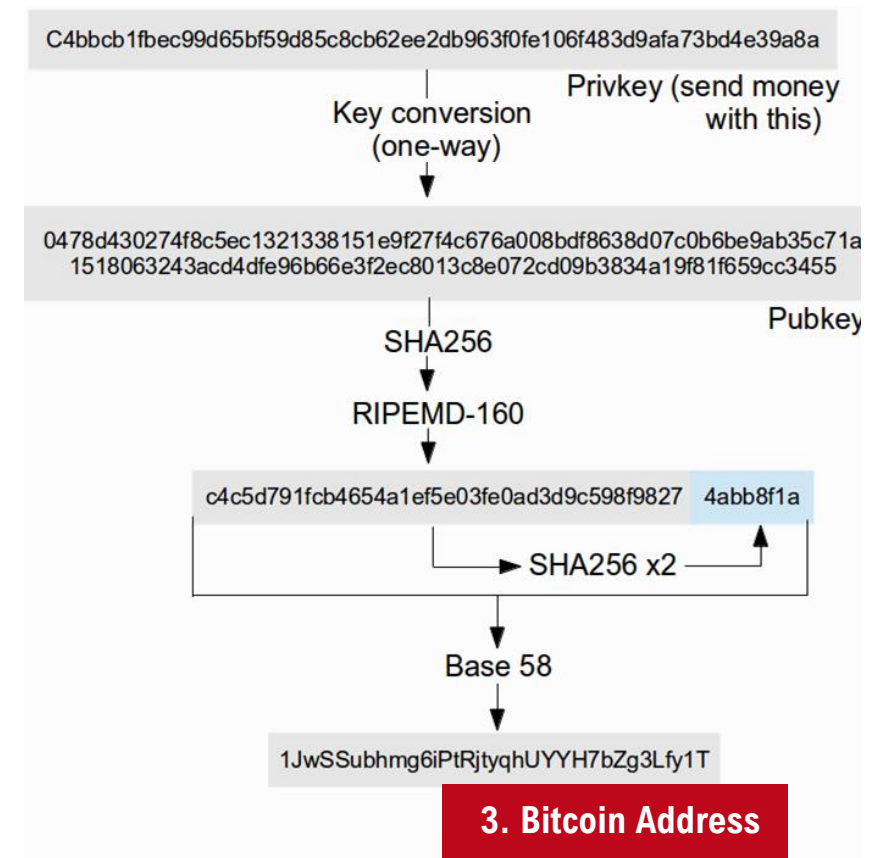 C4bbcb1fbec99d65bf59d85c8cb62ee2db963f0fe106f483d9afa73bd4e39a8a
Privkey (send money
with this)
Key conversion
(one-way)
0478d430274f8c5ec1321338151e9f27f4c676a008bdf8638d07c0b6be9ab35c71a
1518063243acd4dfe96b66e3f2ec8013c8e072cd09b3834a19f81f659cc3455
Pubkey
SHA256
RIPEMD-160
c4c5d791fcb4654a1ef5e03fe0ad3d9c598f9827 4abb8f1a
SHA256 x2
Base 58
1JwSSubhmg6iPtRjtyqhUYYH7bZg3Lfy1T
3. Bitcoin Address